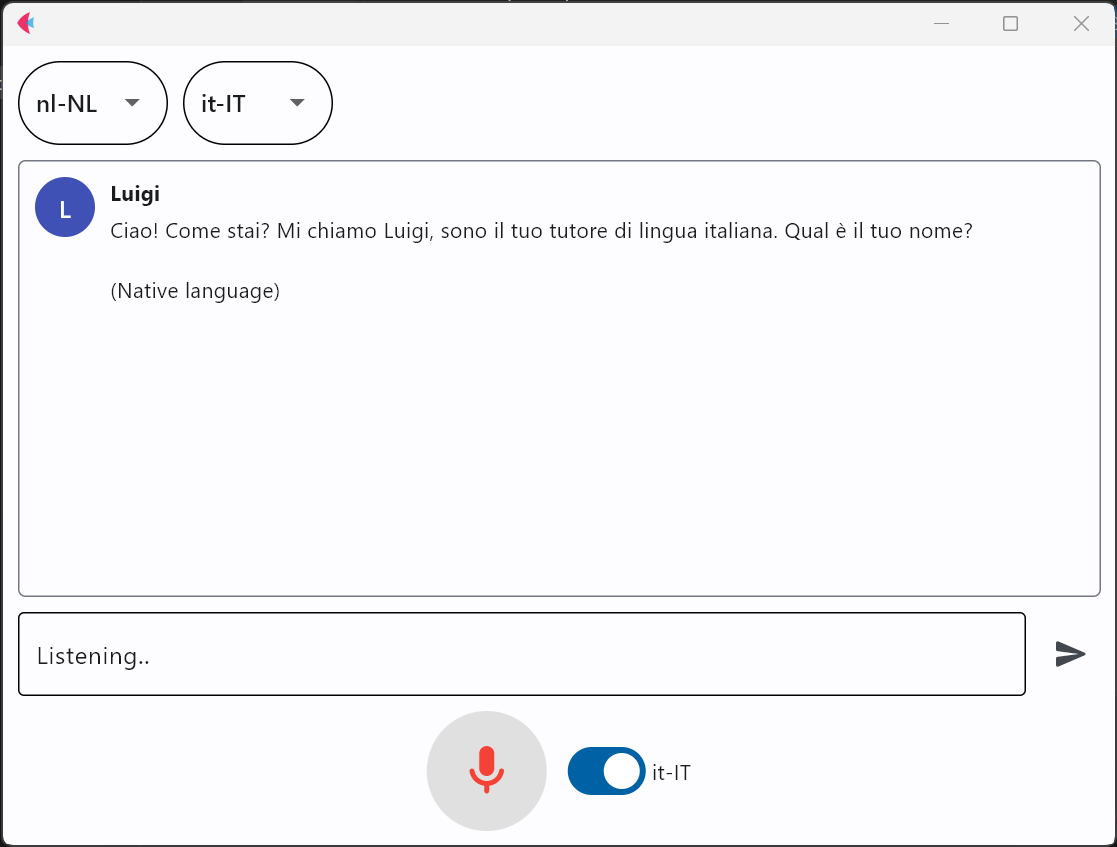 nl-NL
it-IT
L
Luigi
Ciao! Come stai? Mi chiamo Luigi, sono il tuo tutore di lingua italiana. Qual è il tuo nome?
(Native language)
Listening..
it-IT